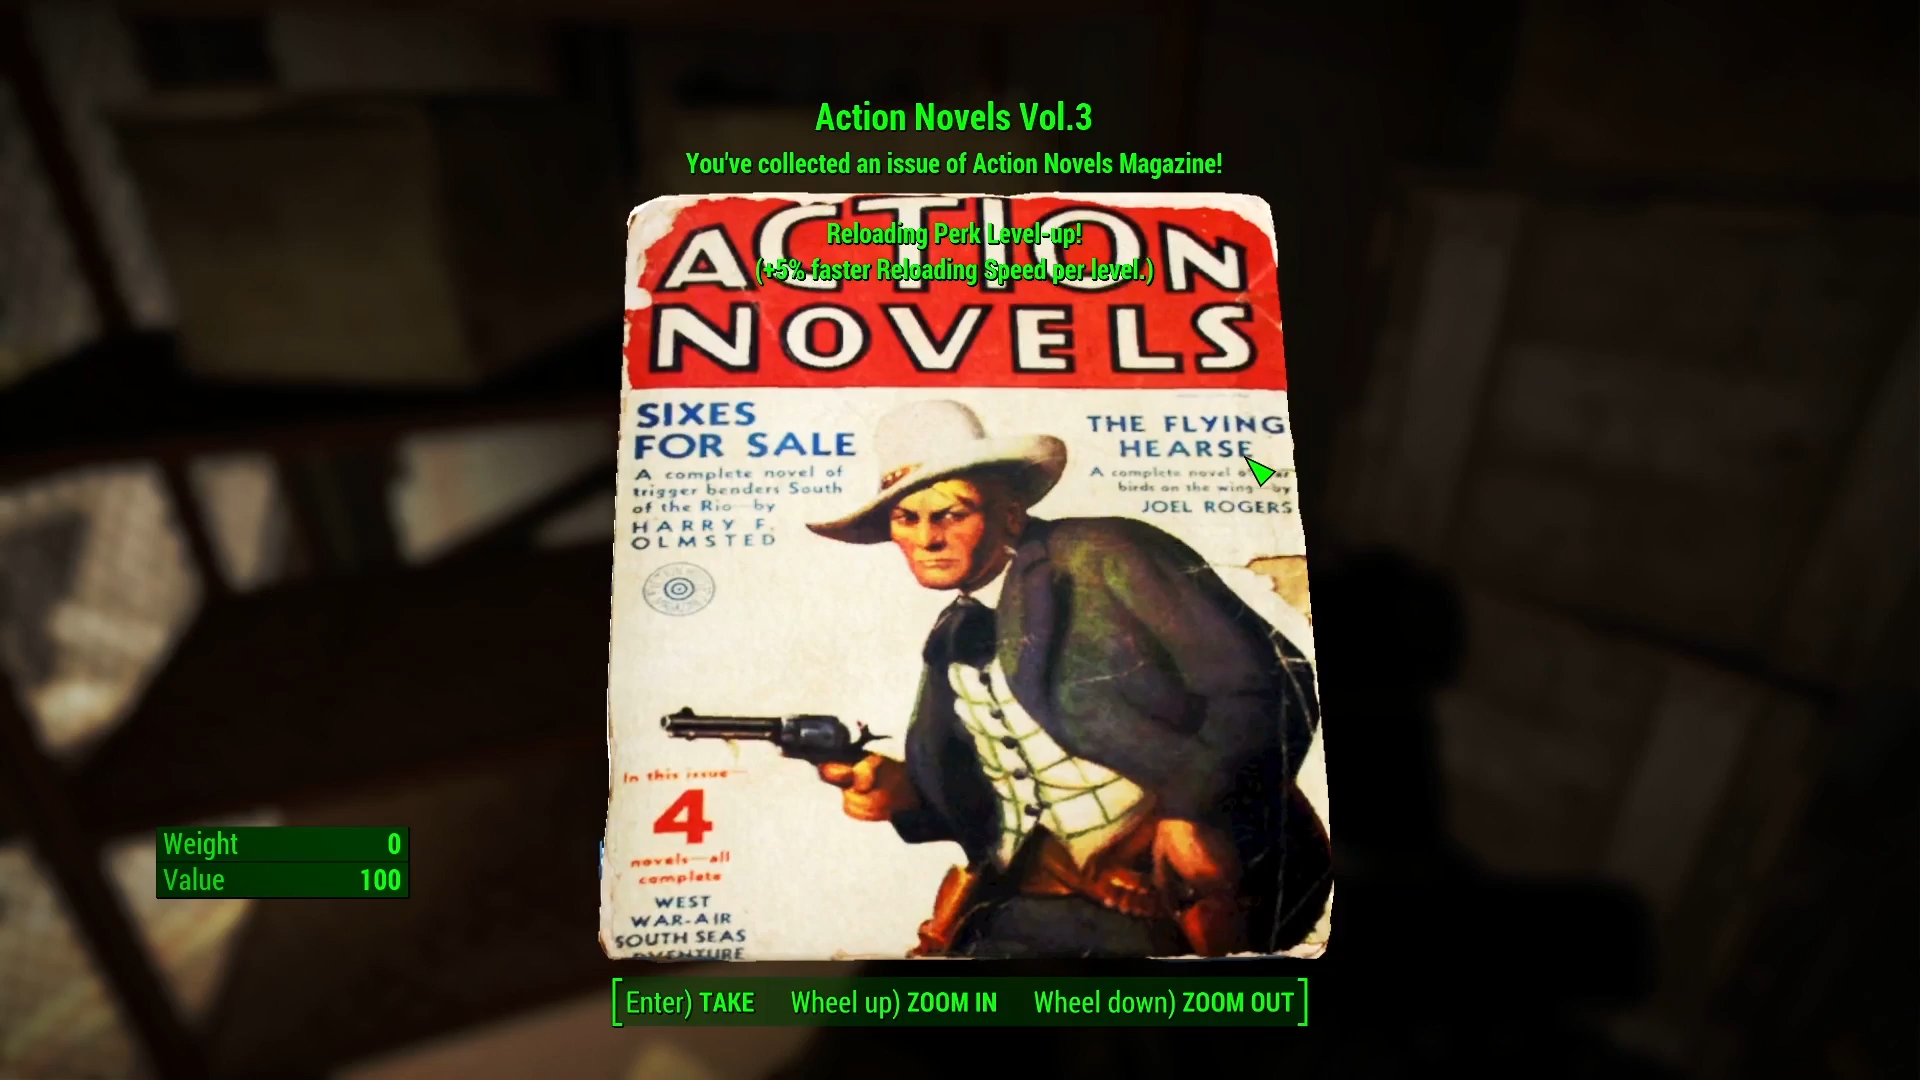 Action Novels Vol.3
You've collected an issue of Action Novels Magazine!
Reloading Perk Level-up!
(+5% faster Reloading Speed per level.)
ACTION
NOVELS
SIXES
FOR SALE
A complete novel of
trigger benders South
of the Rio—by
HARRY F.
OLMSTED
THE FLYING
HEARSE
A complete novel
birds on the wing—by
JOEL ROGERS
In this issue—
4
novels—all
complete
WEST
WAR-AIR
SOUTH SEAS
Weight 0
Value 100
Enter) TAKE Wheel up) ZOOM IN Wheel down) ZOOM OUT